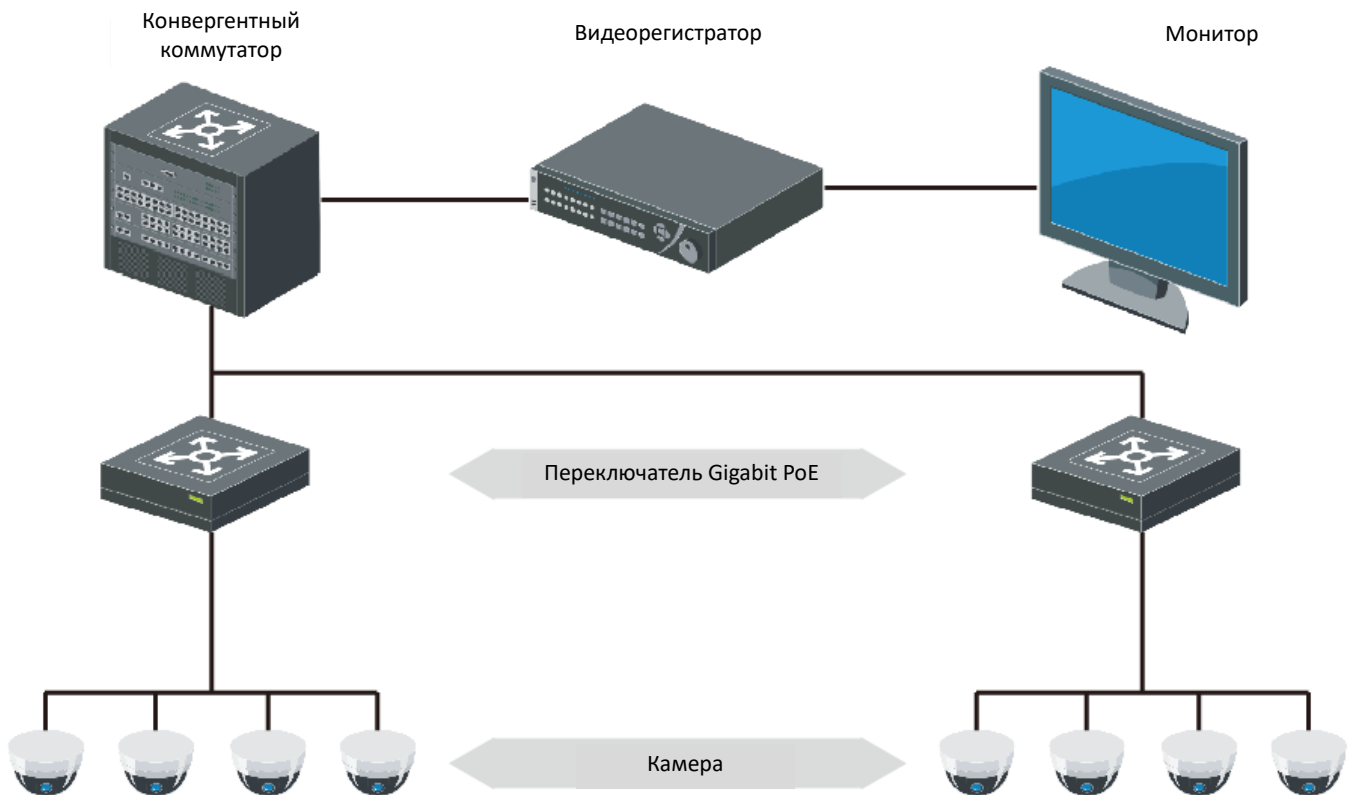 Конвергентный
коммутатор
Видеорегистратор
Монитор
Переключатель Gigabit PoE
Камера